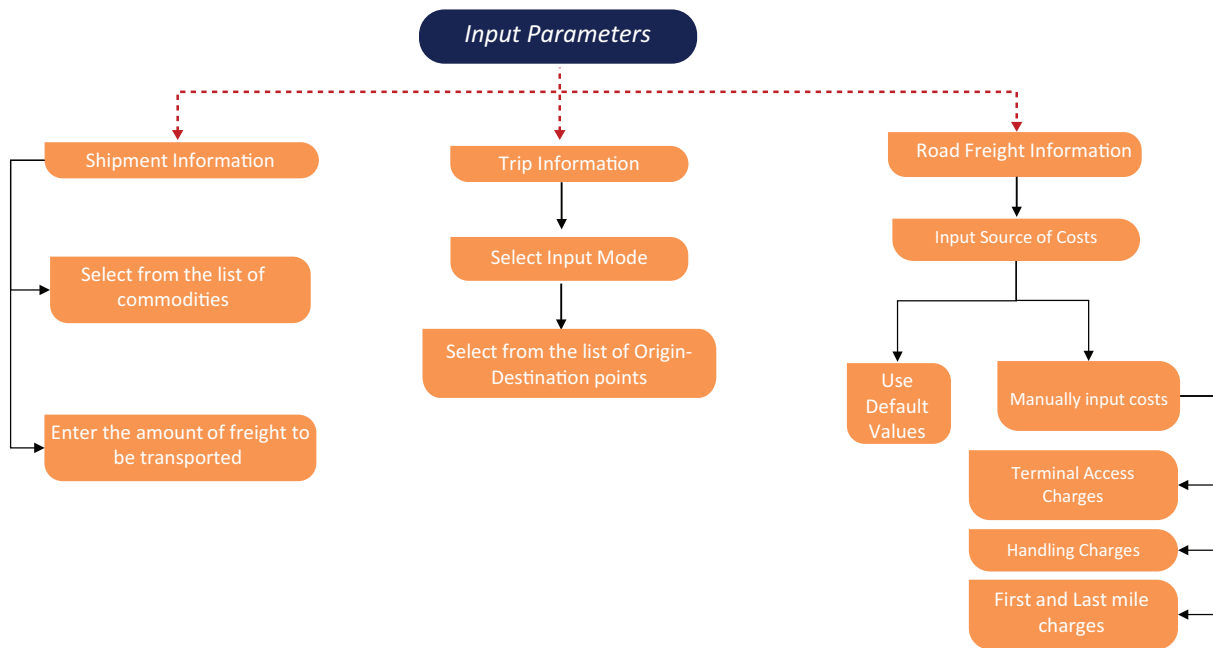 Input Parameters
Shipment Information
Select from the list of
commodities
Enter the amount of freight to
be transported
Trip Information
Select Input Mode
Select from the list of Origin-
Destination points
Road Freight Information
Input Source of Costs
Use
Default
Values
Manually input costs
Terminal Access
Charges
Handling Charges
First and Last mile
charges